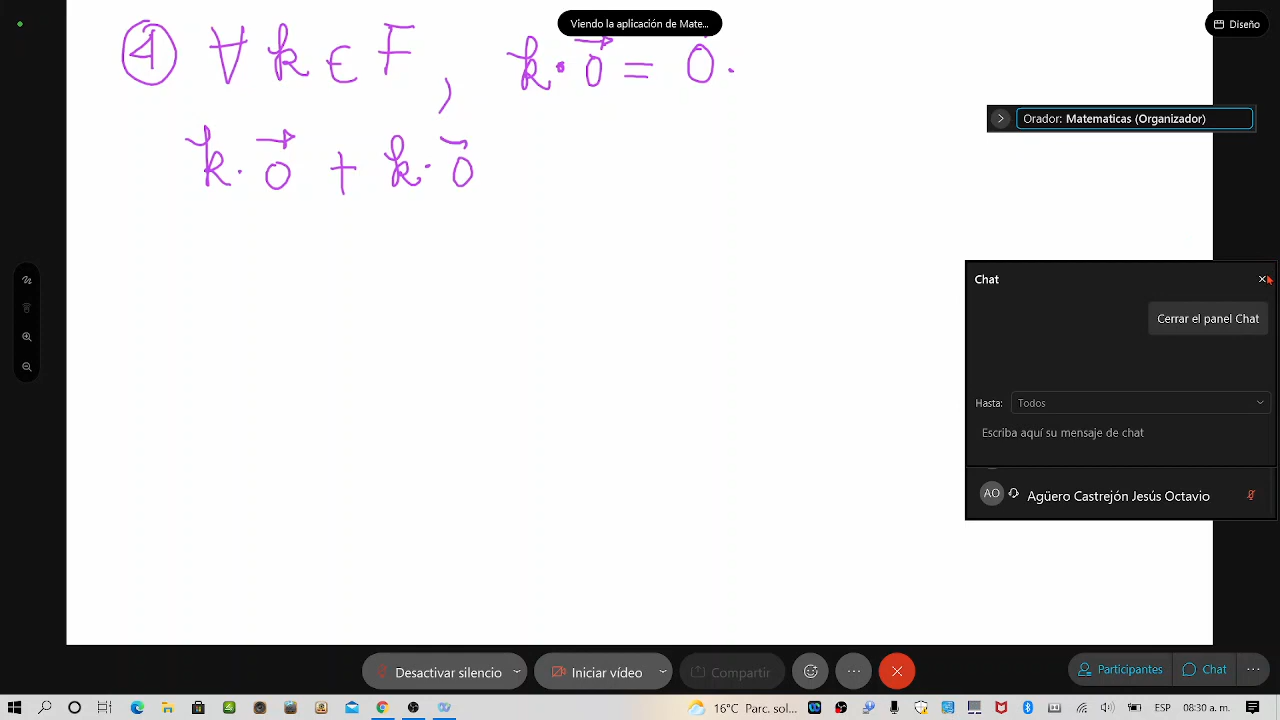 Viendo la aplicación de Mate...
Diseño
④ ∀ k ∈ F , k · 0⃗ = 0⃗ .
Orador: Matematicas (Organizador)
k · 0⃗ + k · 0⃗
Chat
Cerrar el panel Chat
Hasta: Todos
Escriba aquí su mensaje de chat
AO Agüero Castrejón Jesús Octavio
Desactivar silencio Iniciar vídeo Compartir Participantes Chat
16°C Parc. sol... ESP 08:30 a. m.